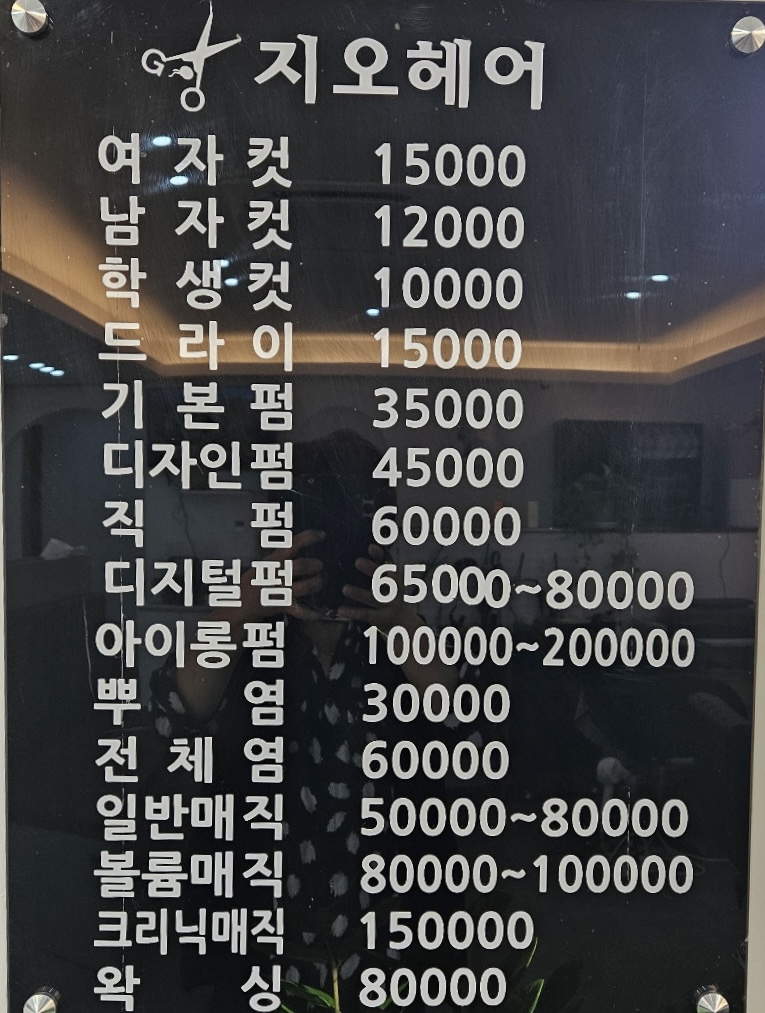 GO 지오헤어
여 자 컷 15000
남 자 컷 12000
학 생 컷 10000
드 라 이 15000
기 본 펌 35000
디자인펌 45000
직 펌 60000
디지털펌 65000~80000
아이롱펌 100000~200000
뿌 염 30000
전 체 염 60000
일반매직 50000~80000
볼륨매직 80000~100000
크리닉매직 150000
왁 싱 80000